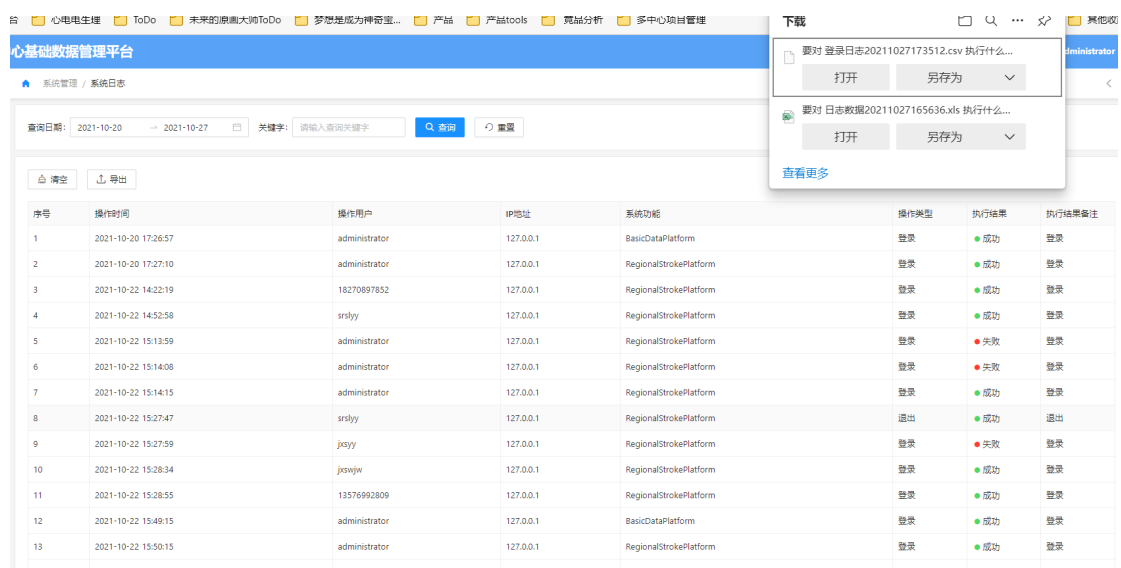 台 心电电生理 ToDo 未来的原画大师ToDo 梦想是成为神奇宝... 产品 产品tools 竞品分析 多中心项目管理 下载 其他收
心基础数据管理平台 dministrator
要对 登录日志20211027173512.csv 执行什么...
系统管理 / 系统日志 打开 另存为
要对 日志数据20211027165636.xls 执行什么...
查询日期: 2021-10-20 → 2021-10-27 关键字: 请输入查询关键字 查询 重置 打开 另存为
查看更多
清空 导出
序号 操作时间 操作用户 IP地址 系统功能 操作类型 执行结果 执行结果备注
1 2021-10-20 17:26:57 administrator 127.0.0.1 BasicDataPlatform 登录 成功 登录
2 2021-10-20 17:27:10 administrator 127.0.0.1 RegionalStrokePlatform 登录 成功 登录
3 2021-10-22 14:22:19 18270897852 127.0.0.1 RegionalStrokePlatform 登录 成功 登录
4 2021-10-22 14:52:58 srslyy 127.0.0.1 RegionalStrokePlatform 登录 成功 登录
5 2021-10-22 15:13:59 administrator 127.0.0.1 RegionalStrokePlatform 登录 失败 登录
6 2021-10-22 15:14:08 administrator 127.0.0.1 RegionalStrokePlatform 登录 失败 登录
7 2021-10-22 15:14:15 administrator 127.0.0.1 RegionalStrokePlatform 登录 成功 登录
8 2021-10-22 15:27:47 srslyy 127.0.0.1 RegionalStrokePlatform 退出 成功 退出
9 2021-10-22 15:27:59 jxsyy 127.0.0.1 RegionalStrokePlatform 登录 失败 登录
10 2021-10-22 15:28:34 jxswjw 127.0.0.1 RegionalStrokePlatform 登录 成功 登录
11 2021-10-22 15:28:55 13576992809 127.0.0.1 RegionalStrokePlatform 登录 成功 登录
12 2021-10-22 15:49:15 administrator 127.0.0.1 BasicDataPlatform 登录 成功 登录
13 2021-10-22 15:50:15 administrator 127.0.0.1 RegionalStrokePlatform 登录 成功 登录